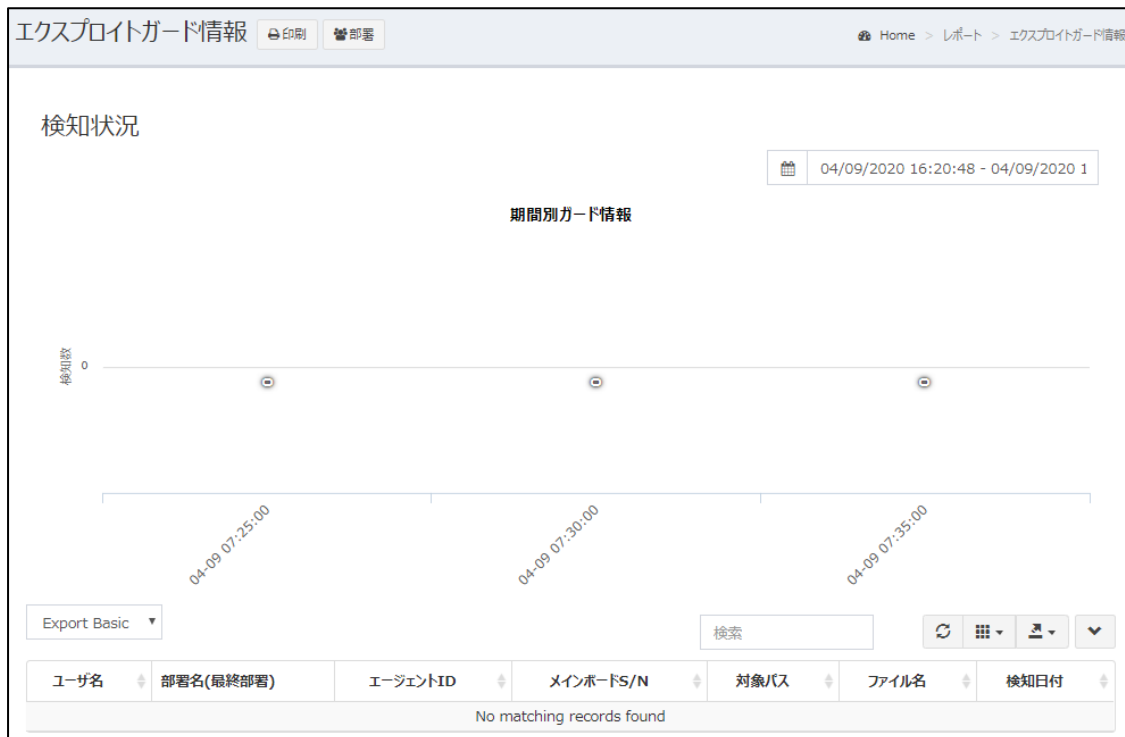 エクスプロイトガード情報 印刷 部署 Home > レポート > エクスプロイトガード情報
検知状況
04/09/2020 16:20:48 - 04/09/2020 1
期間別ガード情報
検知数
0
04-09 07:25:00 04-09 07:30:00 04-09 07:35:00
Export Basic 検索
ユーザ名 部署名(最終部署) エージェントID メインボードS/N 対象パス ファイル名 検知日付
No matching records found